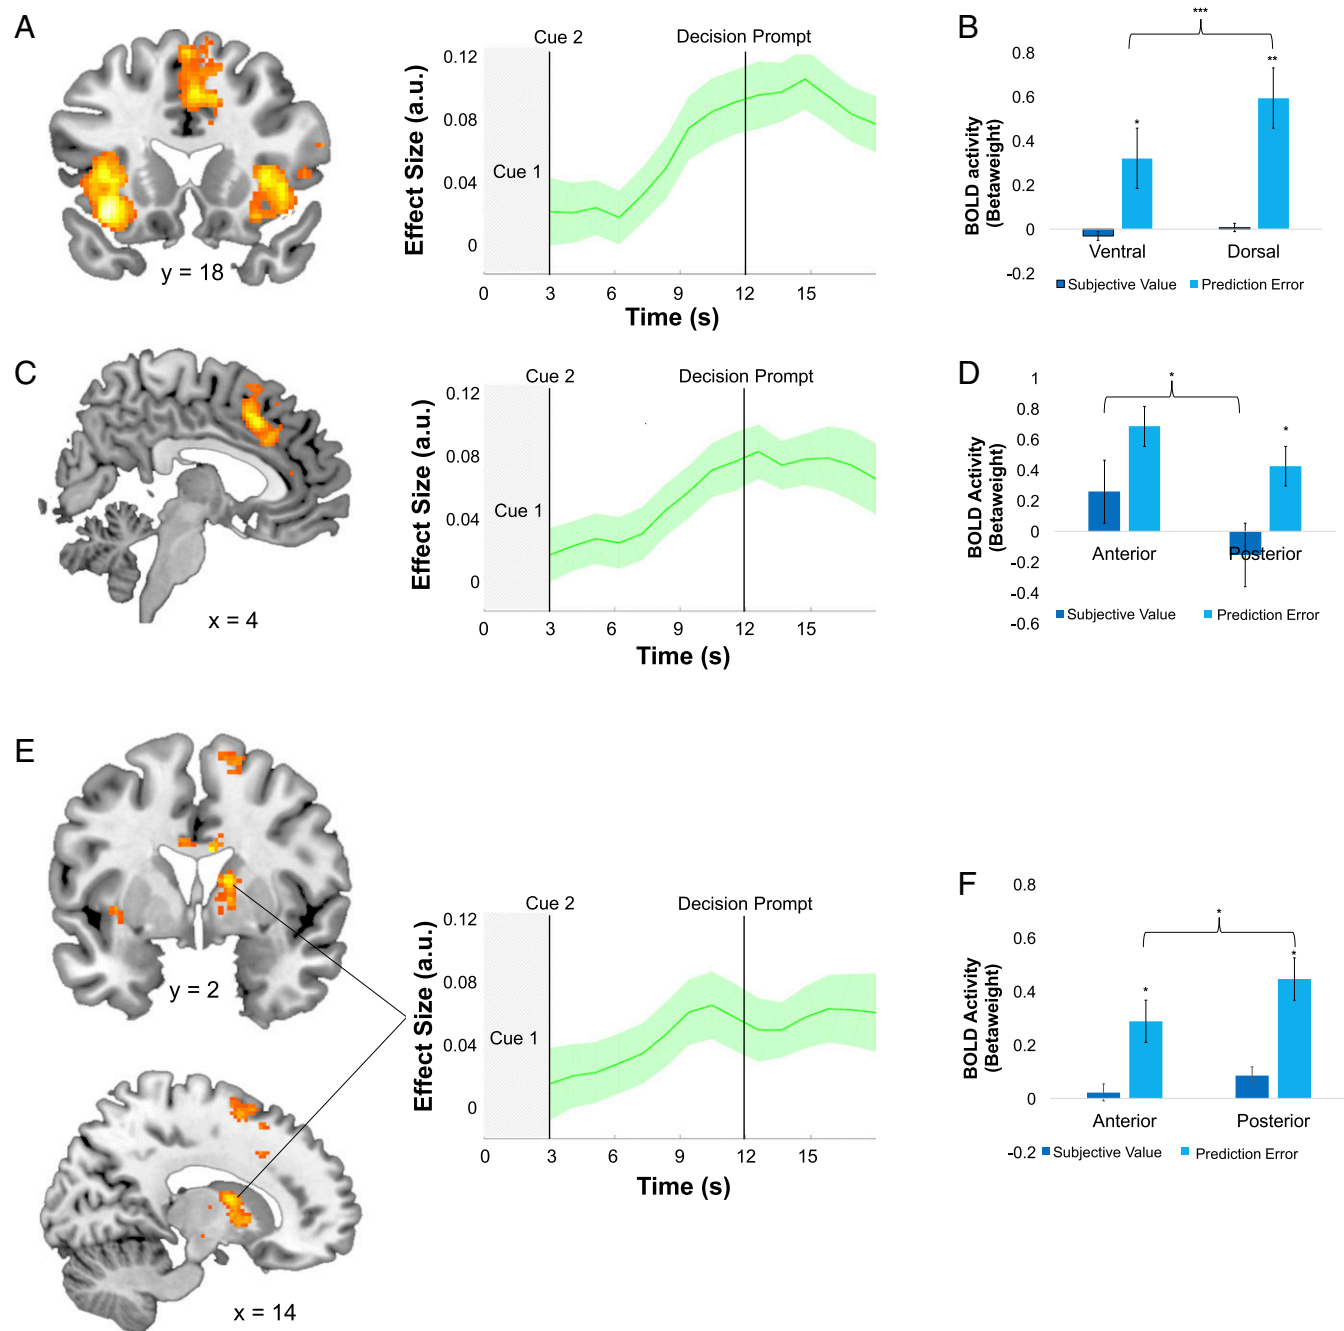 A
y = 18
Effect Size (a.u.)
Cue 2
Decision Prompt
Cue 1
0.12
0.08
0.04
0
0 3 6 9 12 15
Time (s)
B
***
*
**
BOLD activity
(Betaweight)
0.8
0.6
0.4
0.2
0
-0.2
Ventral Dorsal
Subjective Value Prediction Error
C
x = 4
Effect Size (a.u.)
Cue 2
Decision Prompt
Cue 1
0.12
0.08
0.04
0
0 3 6 9 12 15
Time (s)
D
*
*
BOLD Activity
(Betaweight)
1
0.8
0.6
0.4
0.2
0
-0.2
-0.4
-0.6
Anterior Posterior
Subjective Value Prediction Error
E
y = 2
x = 14
Effect Size (a.u.)
Cue 2
Decision Prompt
Cue 1
0.12
0.08
0.04
0
0 3 6 9 12 15
Time (s)
F
*
*
*
BOLD Activity
(Betaweight)
0.8
0.6
0.4
0.2
0
-0.2
Anterior Posterior
Subjective Value Prediction Error